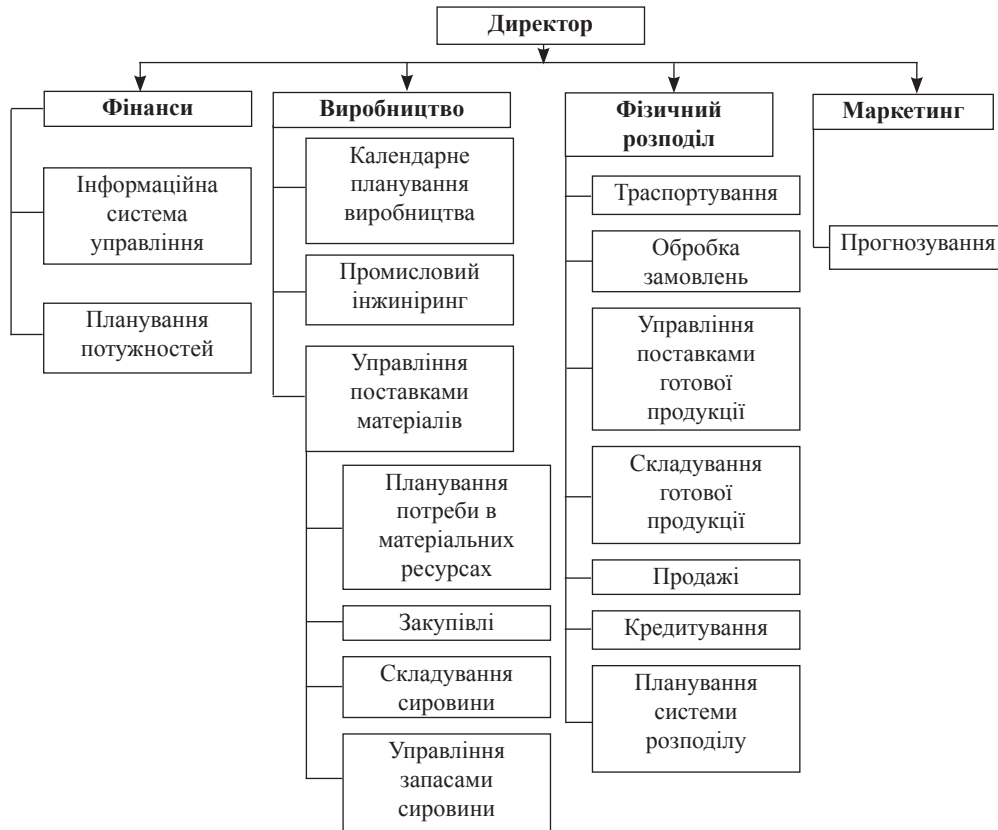 Директор
Фінанси
Інформаційна
система
управління
Планування
потужностей
Виробництво
Календарне
планування
виробництва
Промисловий
інжиніринг
Управління
поставками
матеріалів
Планування
потреби в
матеріальних
ресурсах
Закупівлі
Складування
сировини
Управління
запасами
сировини
Фізичний
розподіл
Траспортування
Обробка
замовлень
Управління
поставками
готової
продукції
Складування
готової
продукції
Продажі
Кредитування
Планування
системи
розподілу
Маркетинг
Прогнозування